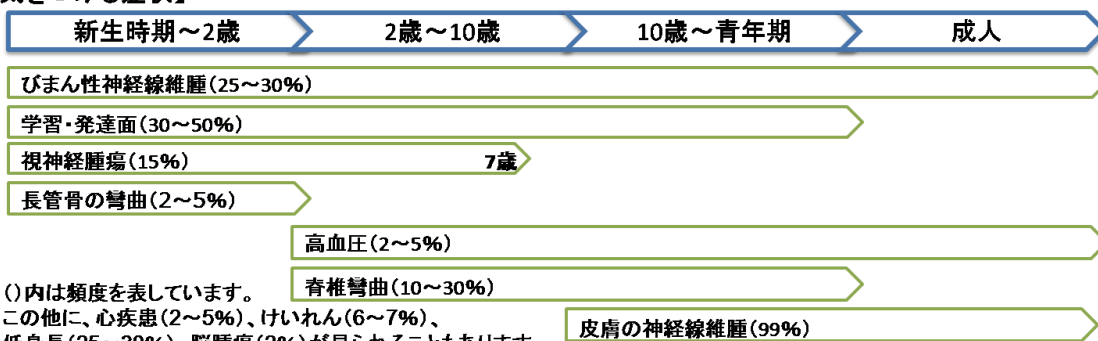 新生時期～2歳 2歳～10歳 10歳～青年期 成人
びまん性神経線維腫(25～30%)
学習・発達面(30～50%)
視神経腫瘍(15%) 7歳
長管骨の彎曲(2～5%)
高血圧(2～5%)
脊椎彎曲(10～30%)
()内は頻度を表しています。
この他に、心疾患(2～5%)、けいれん(6～7%)、
皮膚の神経線維腫(99%)